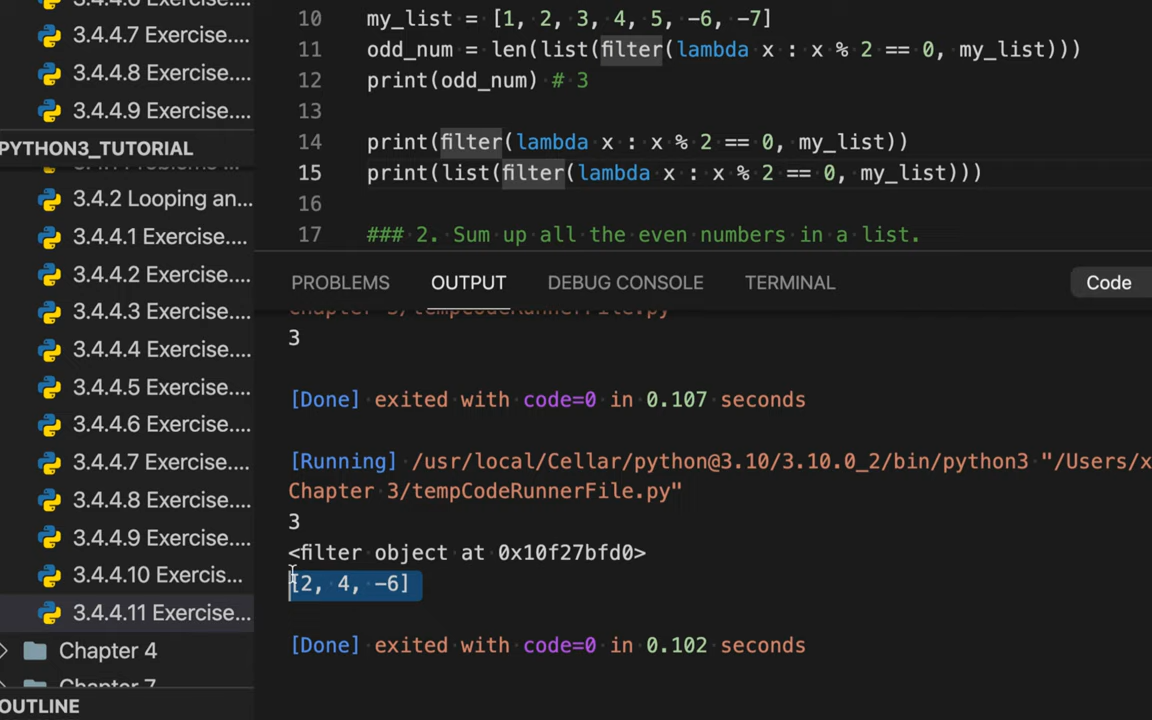 3.4.4.7 Exercise....
3.4.4.8 Exercise....
3.4.4.9 Exercise....
PYTHON3_TUTORIAL
3.4.2 Looping an...
3.4.4.1 Exercise....
3.4.4.2 Exercise....
3.4.4.3 Exercise....
3.4.4.4 Exercise....
3.4.4.5 Exercise....
3.4.4.6 Exercise....
3.4.4.7 Exercise....
3.4.4.8 Exercise....
3.4.4.9 Exercise....
3.4.4.10 Exercis...
3.4.4.11 Exercise...
Chapter 4
Chapter 7
OUTLINE
10 my_list = [1, 2, 3, 4, 5, -6, -7]
11 odd_num = len(list(filter(lambda x : x % 2 == 0, my_list)))
12 print(odd_num) # 3
13
14 print(filter(lambda x : x % 2 == 0, my_list))
15 print(list(filter(lambda x : x % 2 == 0, my_list)))
16
17 ### 2. Sum up all the even numbers in a list.
PROBLEMS OUTPUT DEBUG CONSOLE TERMINAL Code
Chapter 3/tempCodeRunnerFile.py"
3
[Done] exited with code=0 in 0.107 seconds
[Running] /usr/local/Cellar/python@3.10/3.10.0_2/bin/python3 "/Users/x
Chapter 3/tempCodeRunnerFile.py"
3
<filter object at 0x10f27bfd0>
[2, 4, -6]
[Done] exited with code=0 in 0.102 seconds